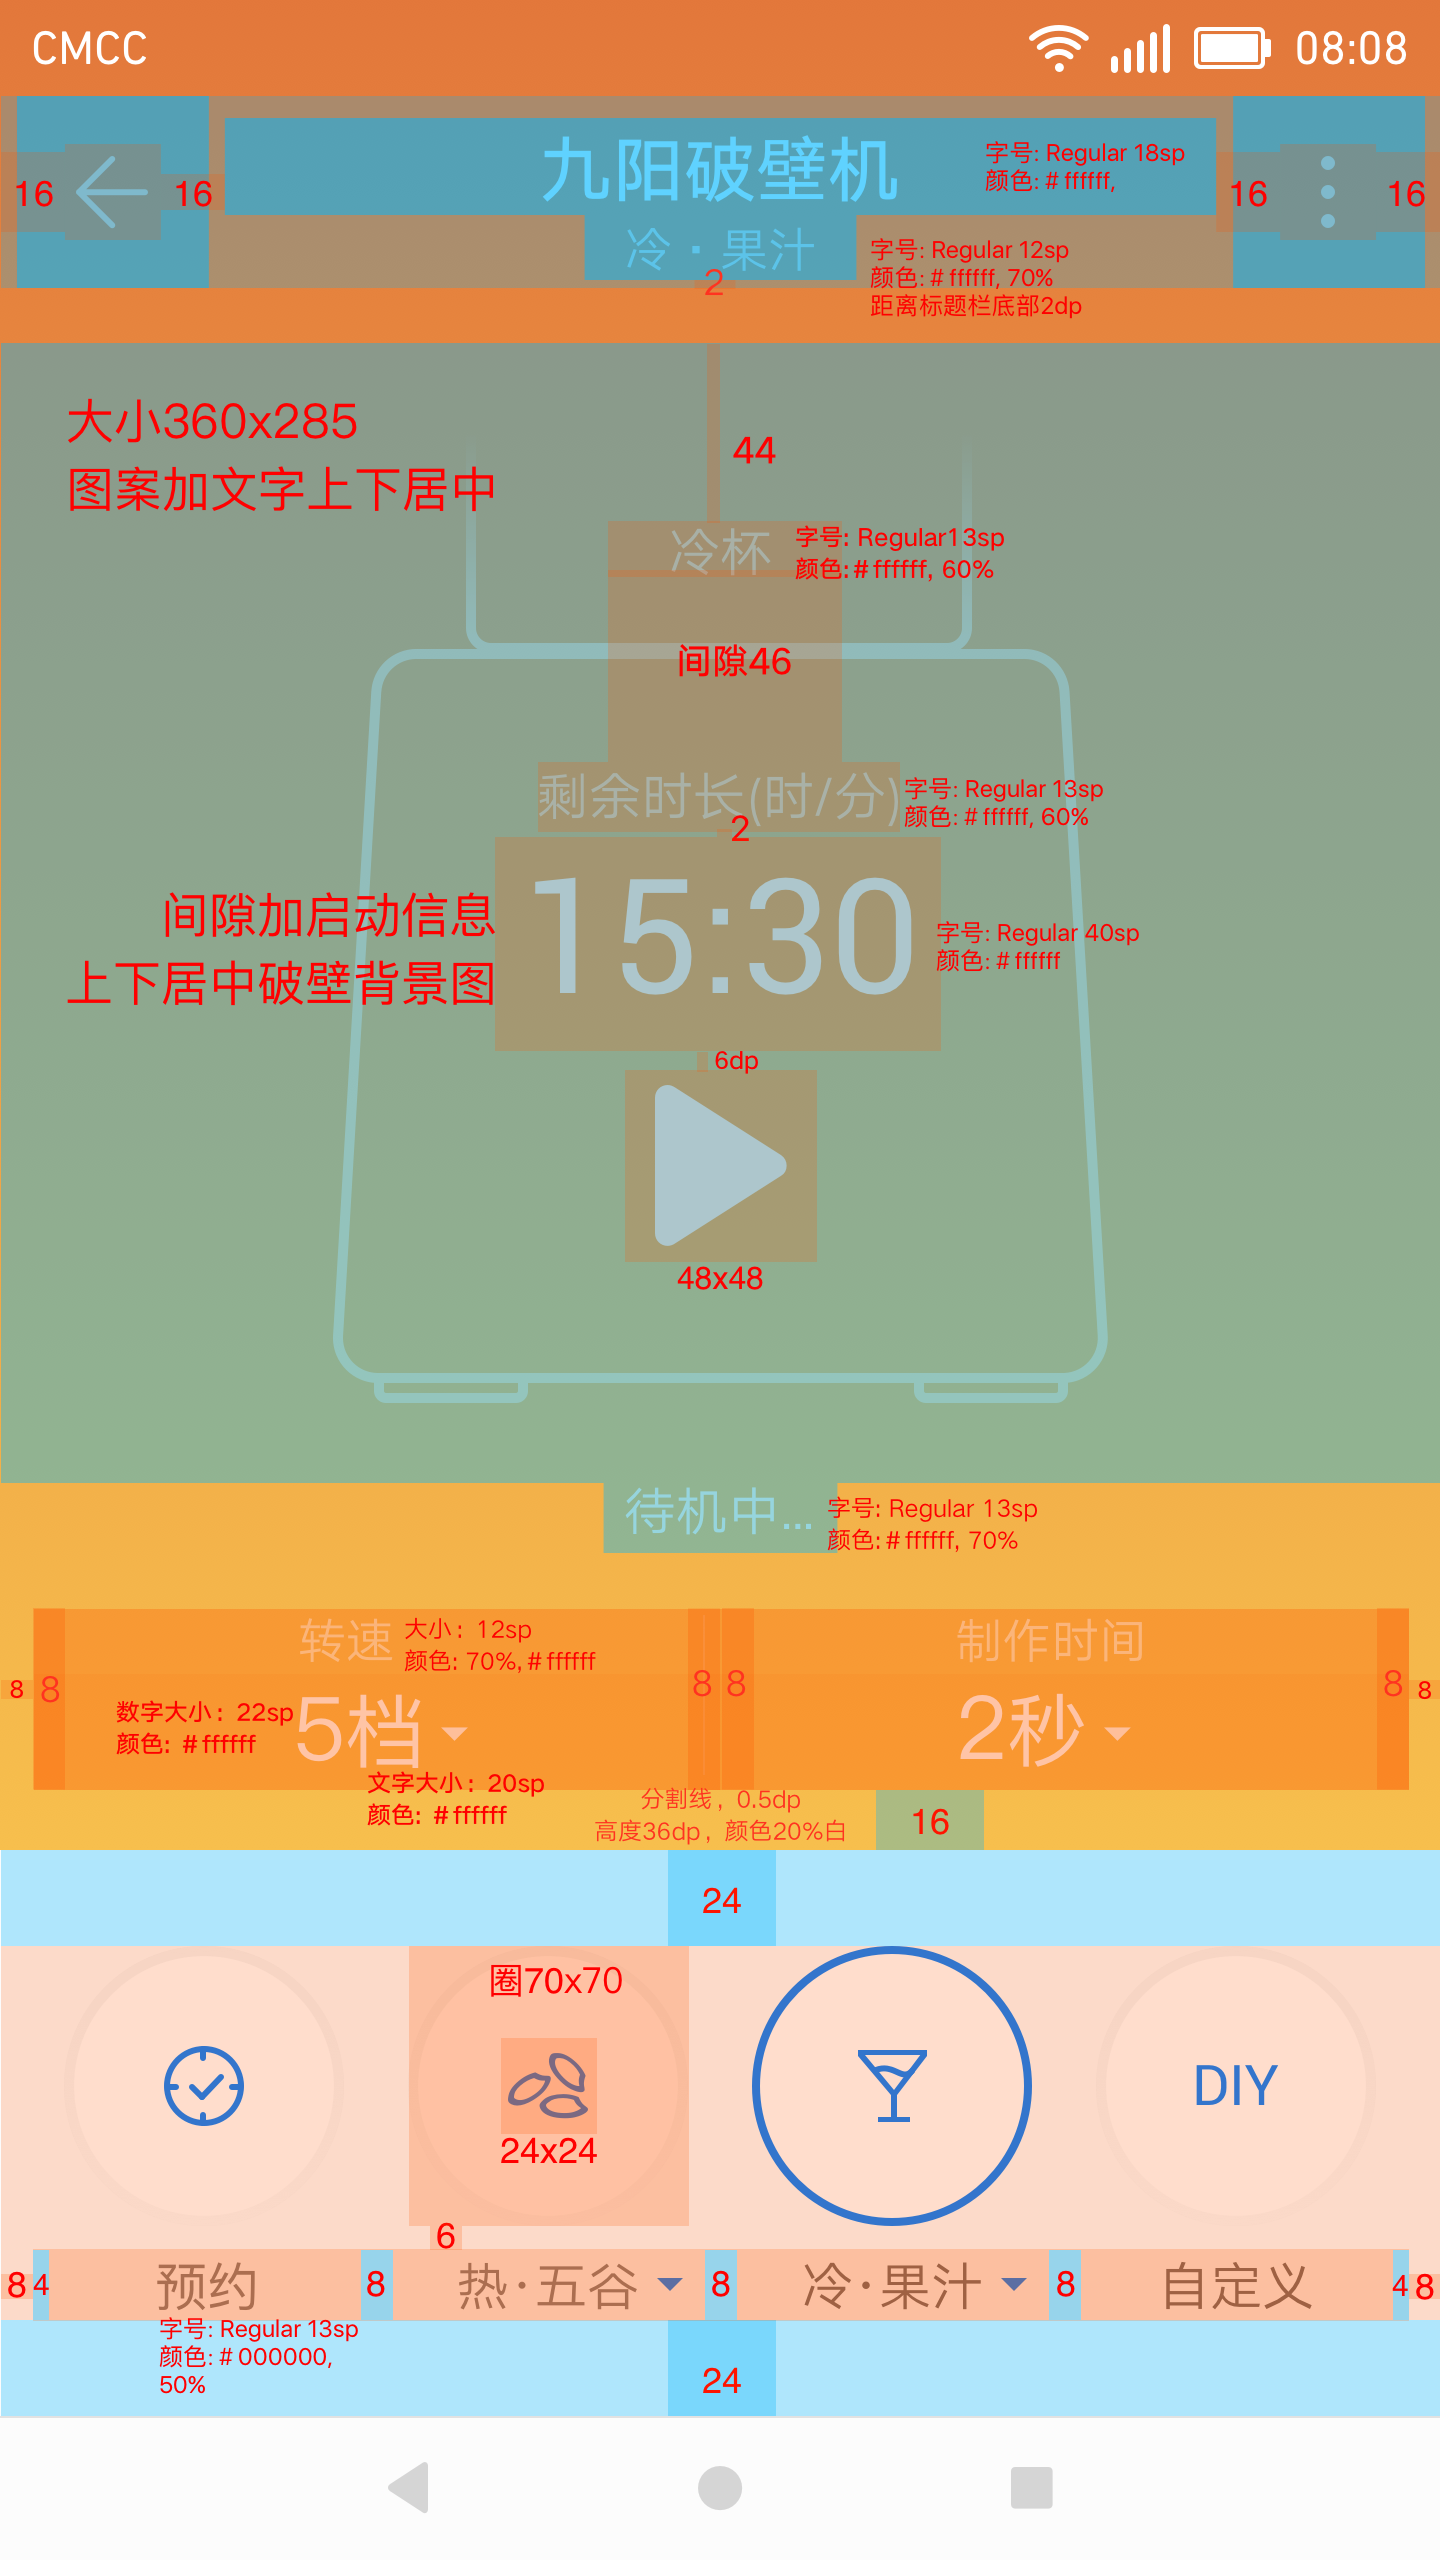 CMCC 08:08
九阳破壁机
字号: Regular 18sp
颜色: # ffffff,
16 16 16 16
冷·果汁
2
字号: Regular 12sp
颜色: # ffffff, 70%
距离标题栏底部2dp
大小360x285
图案加文字上下居中
44
冷杯
字号: Regular13sp
颜色: # ffffff, 60%
间隙46
剩余时长(时/分)
字号: Regular 13sp
颜色: # ffffff, 60%
2
间隙加启动信息
上下居中破壁背景图
15:30
字号: Regular 40sp
颜色: # ffffff
6dp
48x48
待机中...
字号: Regular 13sp
颜色: # ffffff, 70%
转速
大小: 12sp
颜色: 70%, # ffffff
制作时间
8 8 8 8 8 8
数字大小: 22sp
颜色: # ffffff
5档
2秒
文字大小: 20sp
颜色: # ffffff
分割线, 0.5dp
高度36dp, 颜色20%白
16
24
圈70x70
DIY
24x24
6
8 4 预约 8 热·五谷 8 冷·果汁 8 自定义 4 8
字号: Regular 13sp
颜色: # 000000,
50%
24